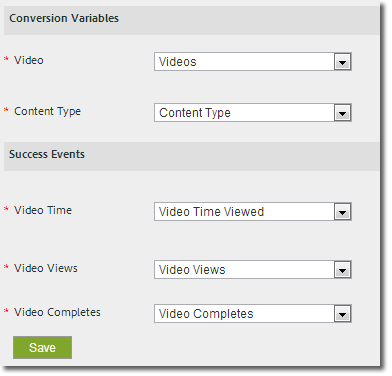 Conversion Variables
* Video Videos
* Content Type Content Type
Success Events
* Video Time Video Time Viewed
* Video Views Video Views
* Video Completes Video Completes
Save